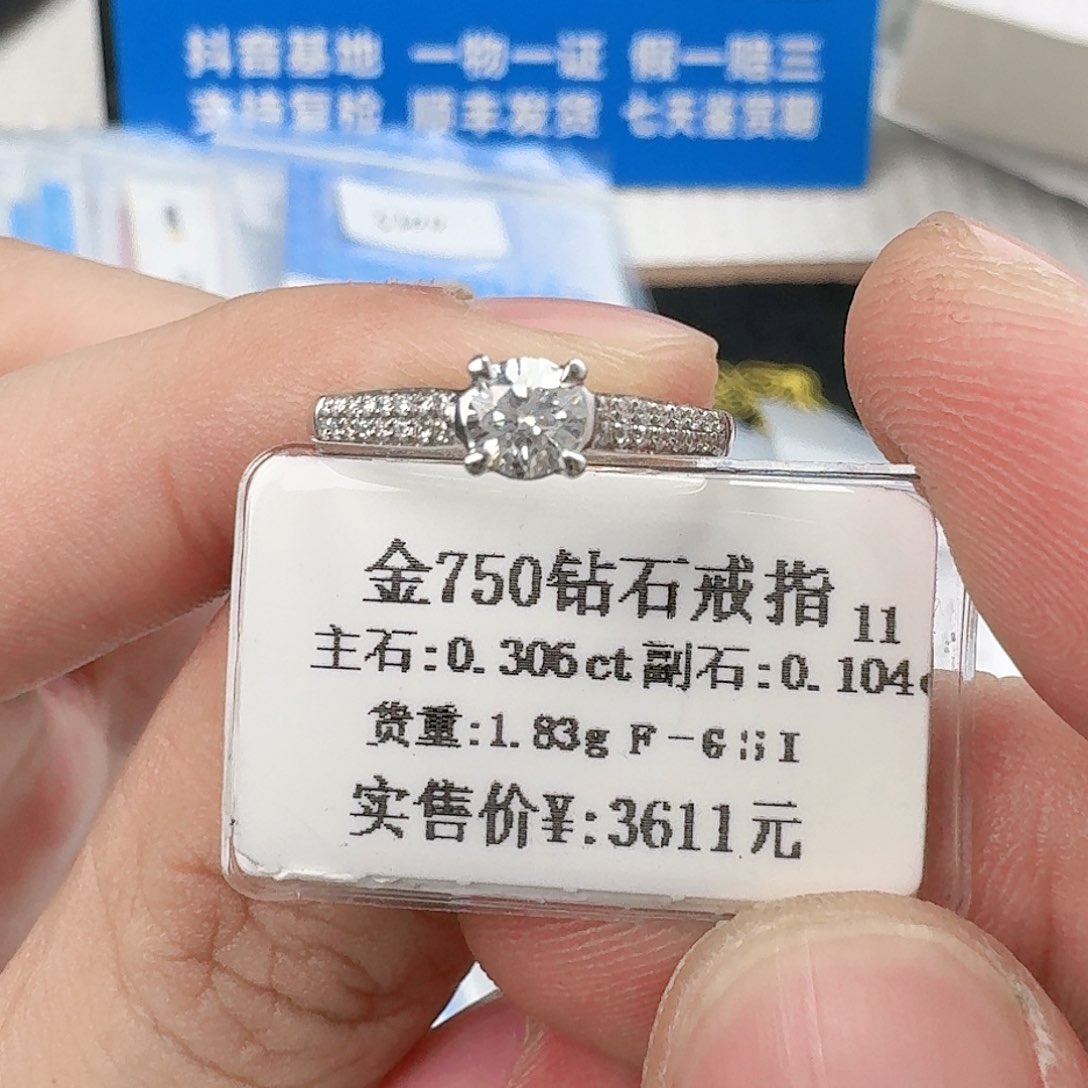 抖音基地 一物一证 假一赔三
支持复检 顺丰发货 七天鉴赏期
金750钻石戒指 11
主石:0.306ct副石:0.104
货重:1.83g F-GSI
实售价¥:3611元